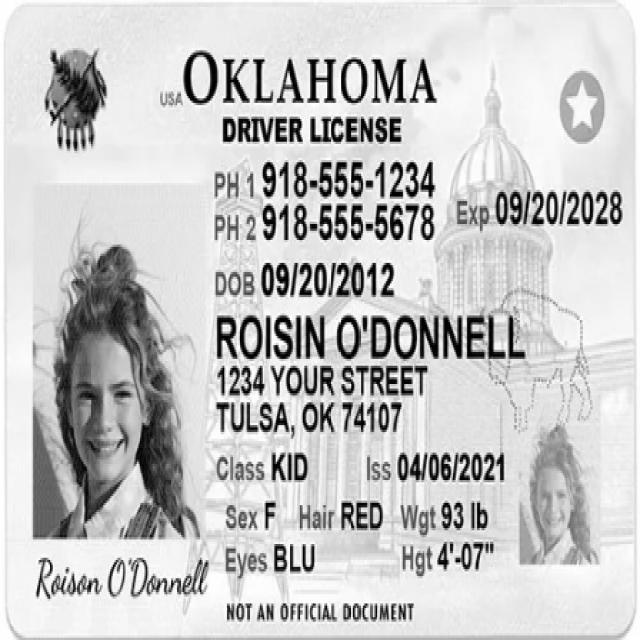 USA OKLAHOMA
DRIVER LICENSE
PH 1 918-555-1234
PH 2 918-555-5678 Exp 09/20/2028
DOB 09/20/2012
ROISIN O'DONNELL
1234 YOUR STREET
TULSA, OK 74107
Class KID Iss 04/06/2021
Sex F Hair RED Wgt 93 lb
Eyes BLU Hgt 4'-07"
Roison O'Donnell
NOT AN OFFICIAL DOCUMENT